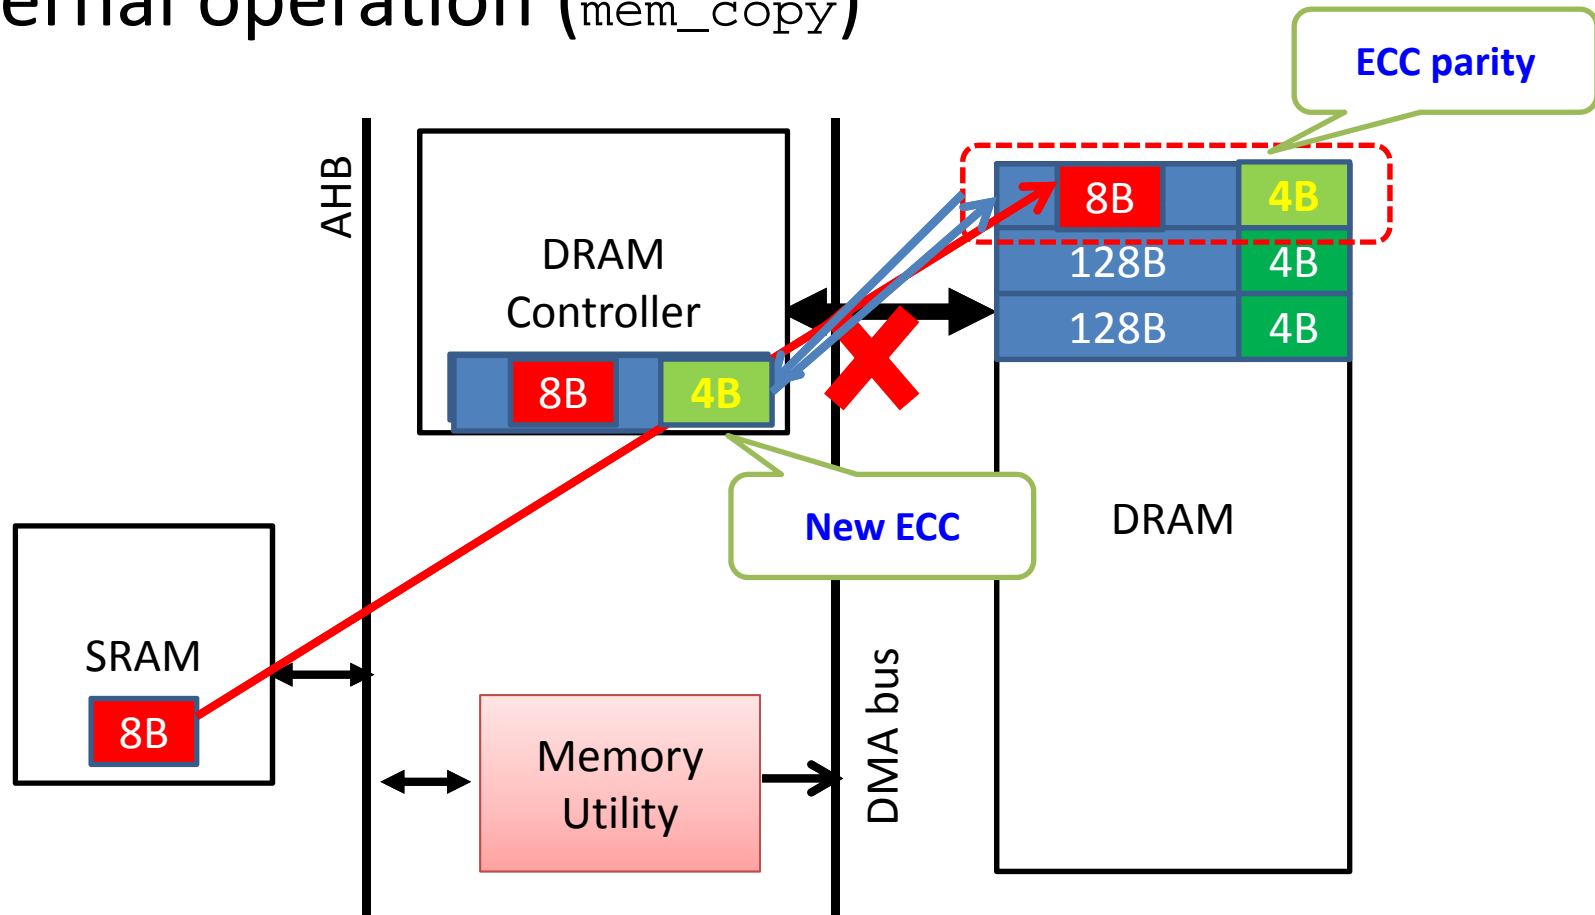 operation (mem_copy)
ECC parity
AHB
DRAM
Controller
8B
4B
8B
4B
128B
4B
128B
4B
New ECC
DRAM
SRAM
8B
Memory
Utility
DMA bus